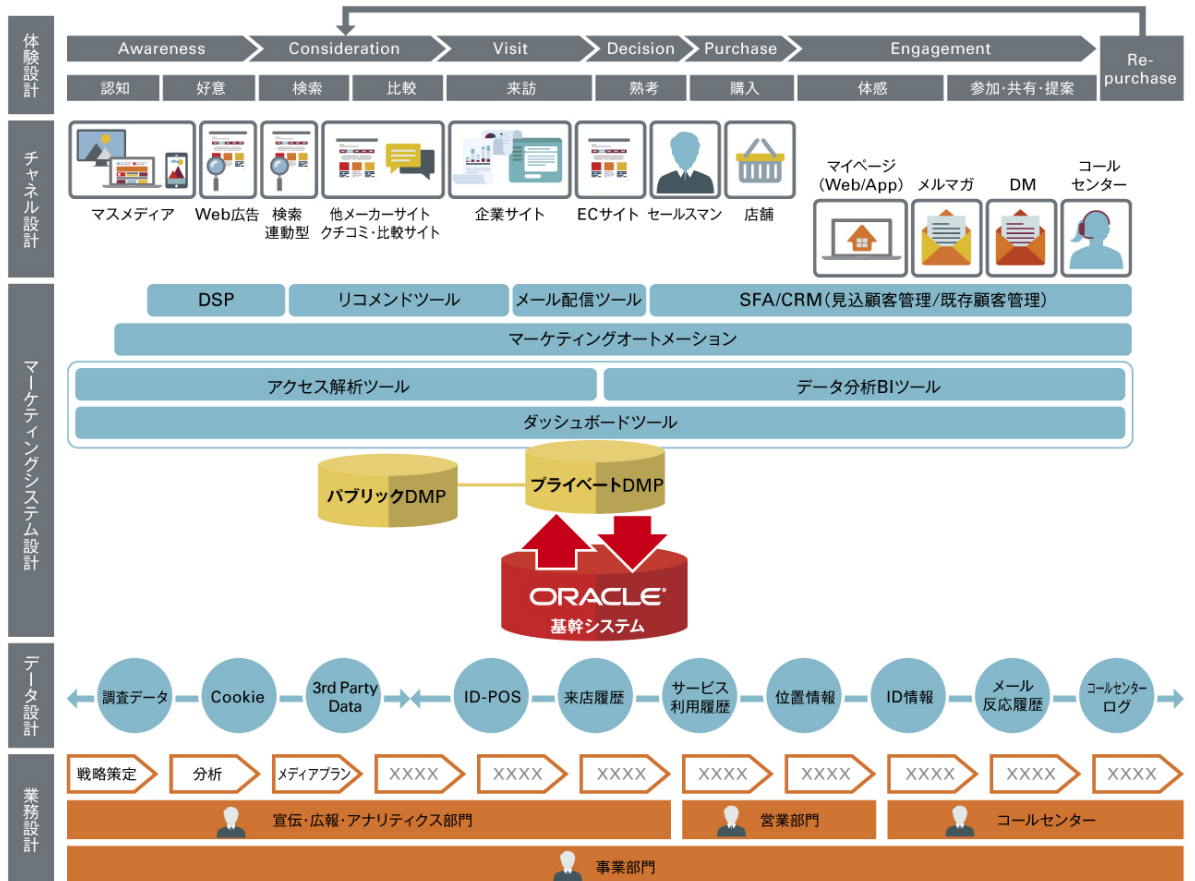 体験設計
Awareness
Consideration
Visit
Decision
Purchase
Engagement
Re-
purchase
認知
好意
検索
比較
来訪
熟考
購入
体感
参加・共有・提案
チャネル設計
マスメディア
Web広告
検索
連動型
他メーカーサイト
クチコミ・比較サイト
企業サイト
ECサイト
セールスマン
店舗
マイページ
(Web/App)
メルマガ
DM
コール
センター
マーケティングシステム設計
DSP
リコメンドツール
メール配信ツール
SFA/CRM(見込顧客管理/既存顧客管理)
マーケティングオートメーション
アクセス解析ツール
データ分析BIツール
ダッシュボードツール
パブリックDMP
プライベートDMP
ORACLE®
基幹システム
データ設計
調査データ
Cookie
3rd Party
Data
ID-POS
来店履歴
サービス
利用履歴
位置情報
ID情報
メール
反応履歴
コールセンター
ログ
業務設計
戦略策定
分析
メディアプラン
XXXX
XXXX
XXXX
XXXX
XXXX
XXXX
XXXX
XXXX
宣伝・広報・アナリティクス部門
営業部門
コールセンター
事業部門